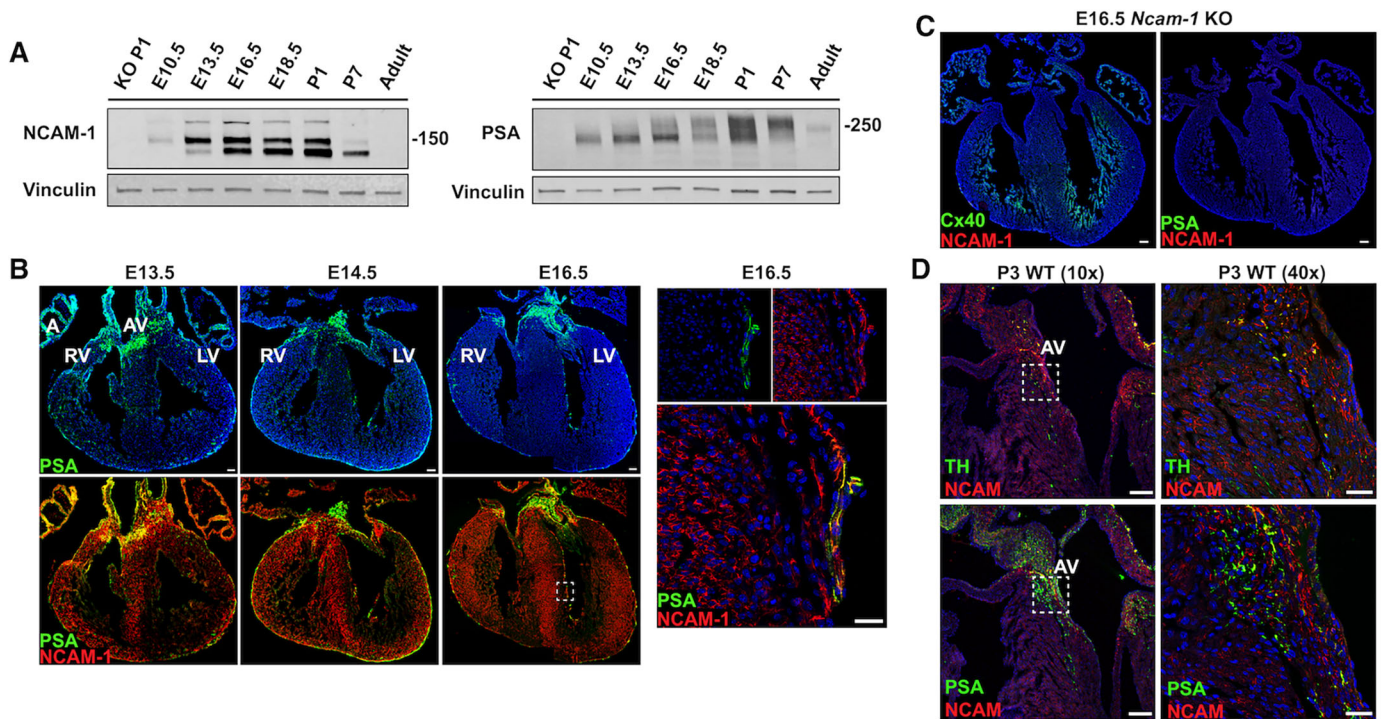 A
KO P1
E10.5
E13.5
E16.5
E18.5
P1
P7
Adult
NCAM-1
-150
Vinculin
KO P1
E10.5
E13.5
E16.5
E18.5
P1
P7
Adult
PSA
-250
Vinculin
B
E13.5
E14.5
E16.5
E16.5
A
AV
RV
LV
PSA
RV
LV
RV
LV
PSA
NCAM-1
PSA
NCAM-1
C
E16.5 Ncam-1 KO
Cx40
NCAM-1
PSA
NCAM-1
D
P3 WT (10x)
P3 WT (40x)
AV
TH
NCAM
TH
NCAM
AV
PSA
NCAM
PSA
NCAM